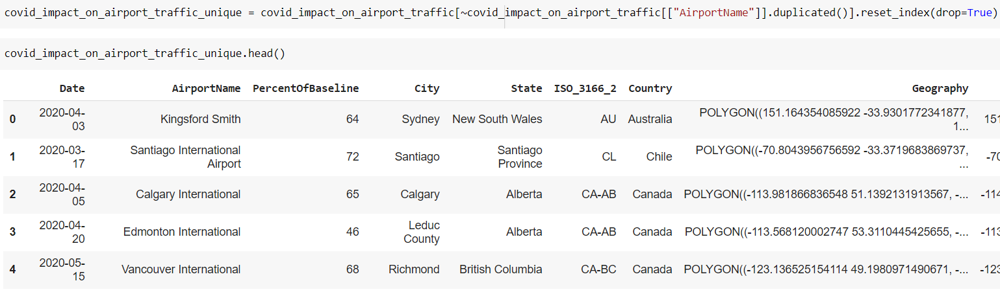 covid_impact_on_airport_traffic_unique = covid_impact_on_airport_traffic[~covid_impact_on_airport_traffic[["AirportName"]].duplicated()].reset_index(drop=True)
covid_impact_on_airport_traffic_unique.head()
Date AirportName PercentOfBaseline City State ISO_3166_2 Country Geography
0 2020-04-03 Kingsford Smith 64 Sydney New South Wales AU Australia POLYGON((151.164354085922 -33.9301772341877, 1... 151
1 2020-03-17 Santiago International Airport 72 Santiago Santiago Province CL Chile POLYGON((-70.8043956756592 -33.3719683869737, ... -70
2 2020-04-05 Calgary International 65 Calgary Alberta CA-AB Canada POLYGON((-113.981866836548 51.1392131913567, -... -114
3 2020-04-20 Edmonton International 46 Leduc County Alberta CA-AB Canada POLYGON((-113.568120002747 53.3110445425655, -... -113
4 2020-05-15 Vancouver International 68 Richmond British Columbia CA-BC Canada POLYGON((-123.136525154114 49.1980971490671, -... -123